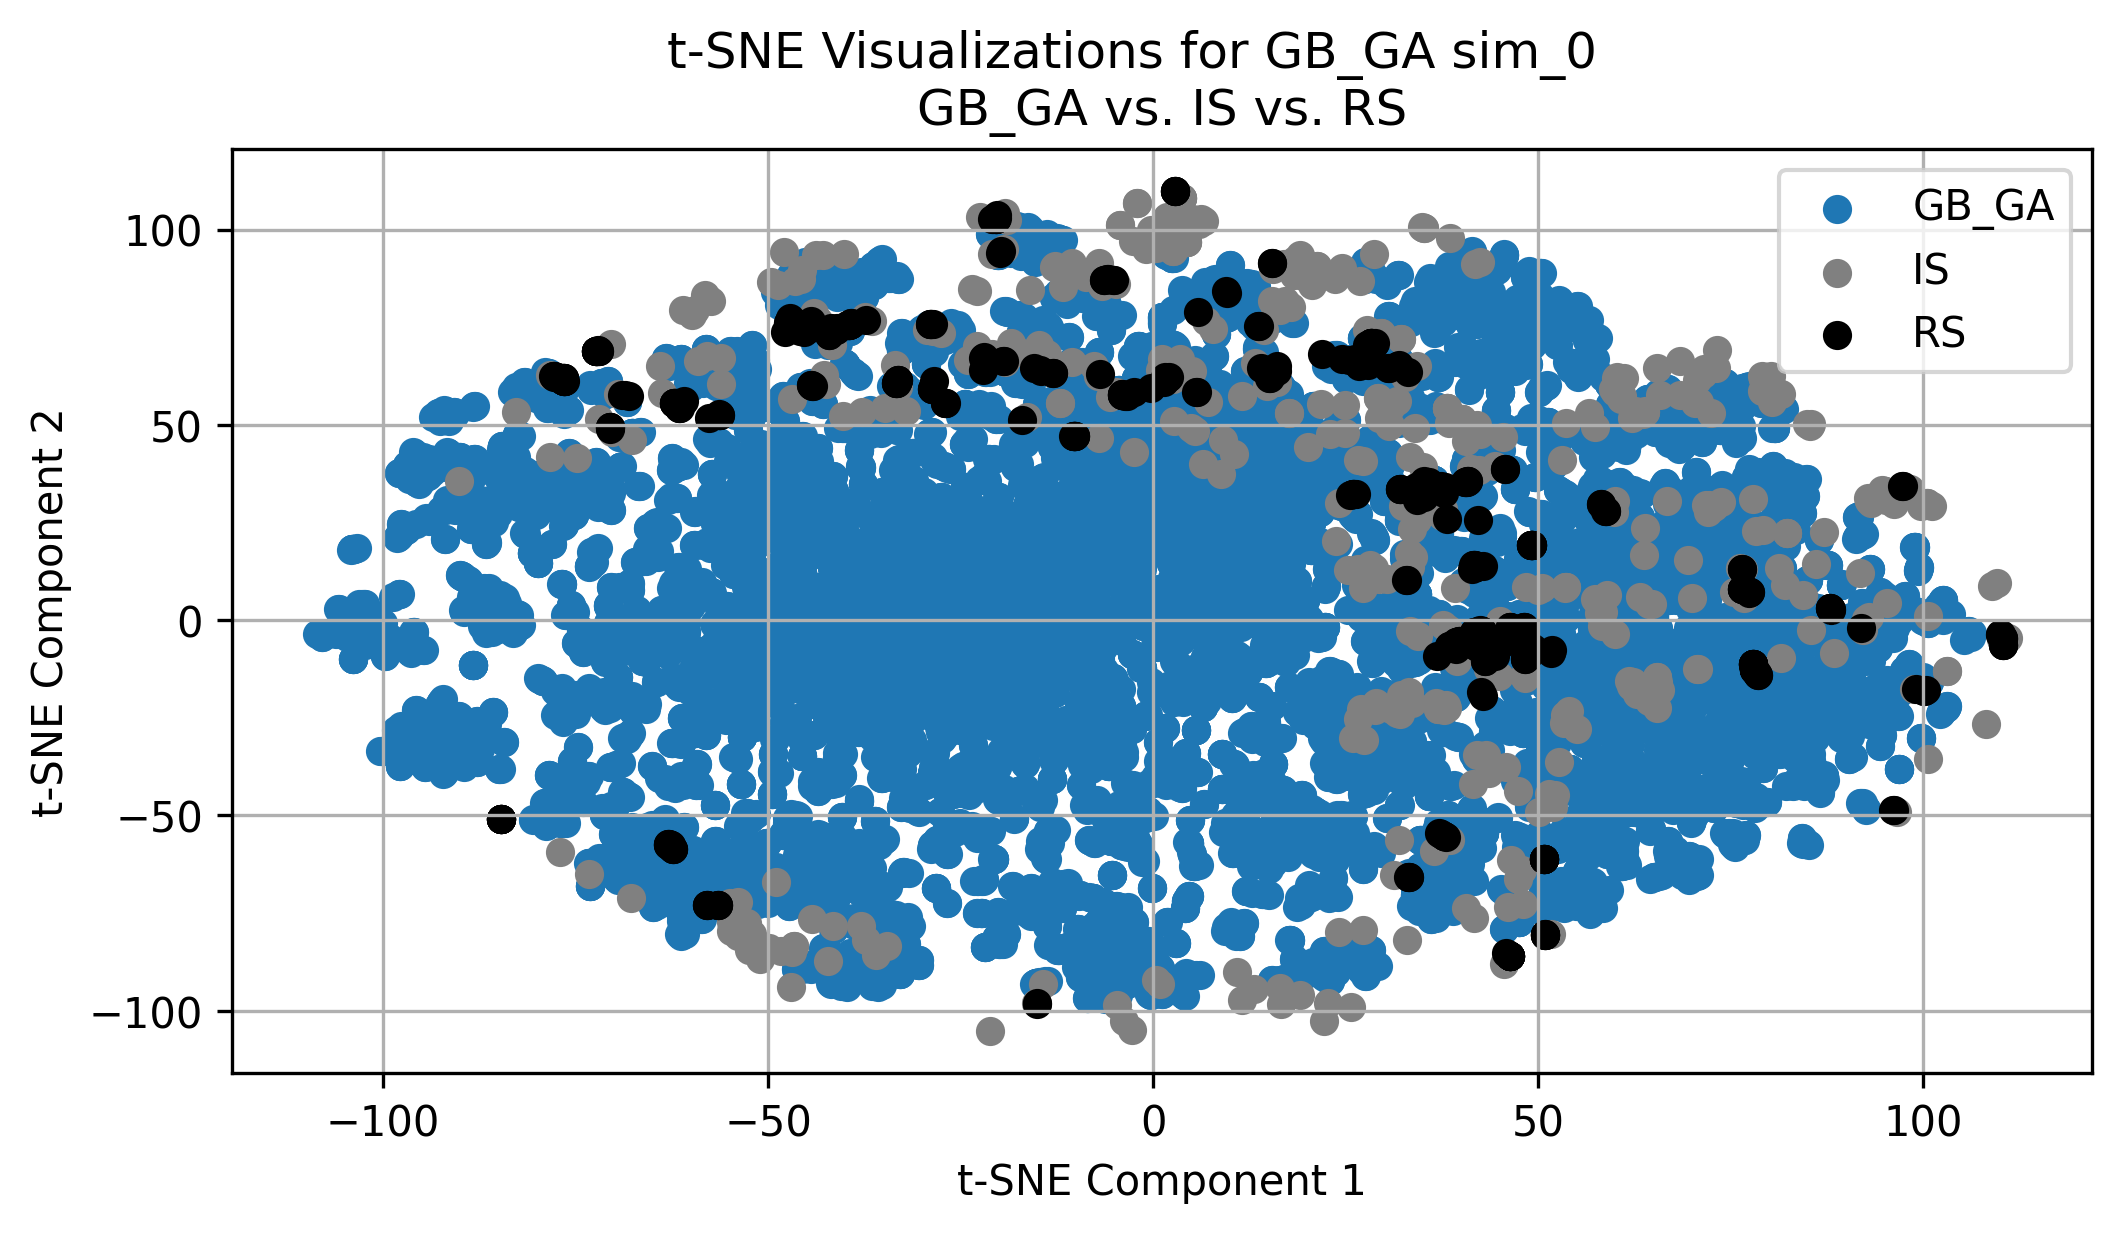 t-SNE Visualizations for GB_GA sim_0
GB_GA vs. IS vs. RS
GB_GA
IS
RS
t-SNE Component 2
100
50
0
−50
−100
−100
−50
0
50
100
t-SNE Component 1